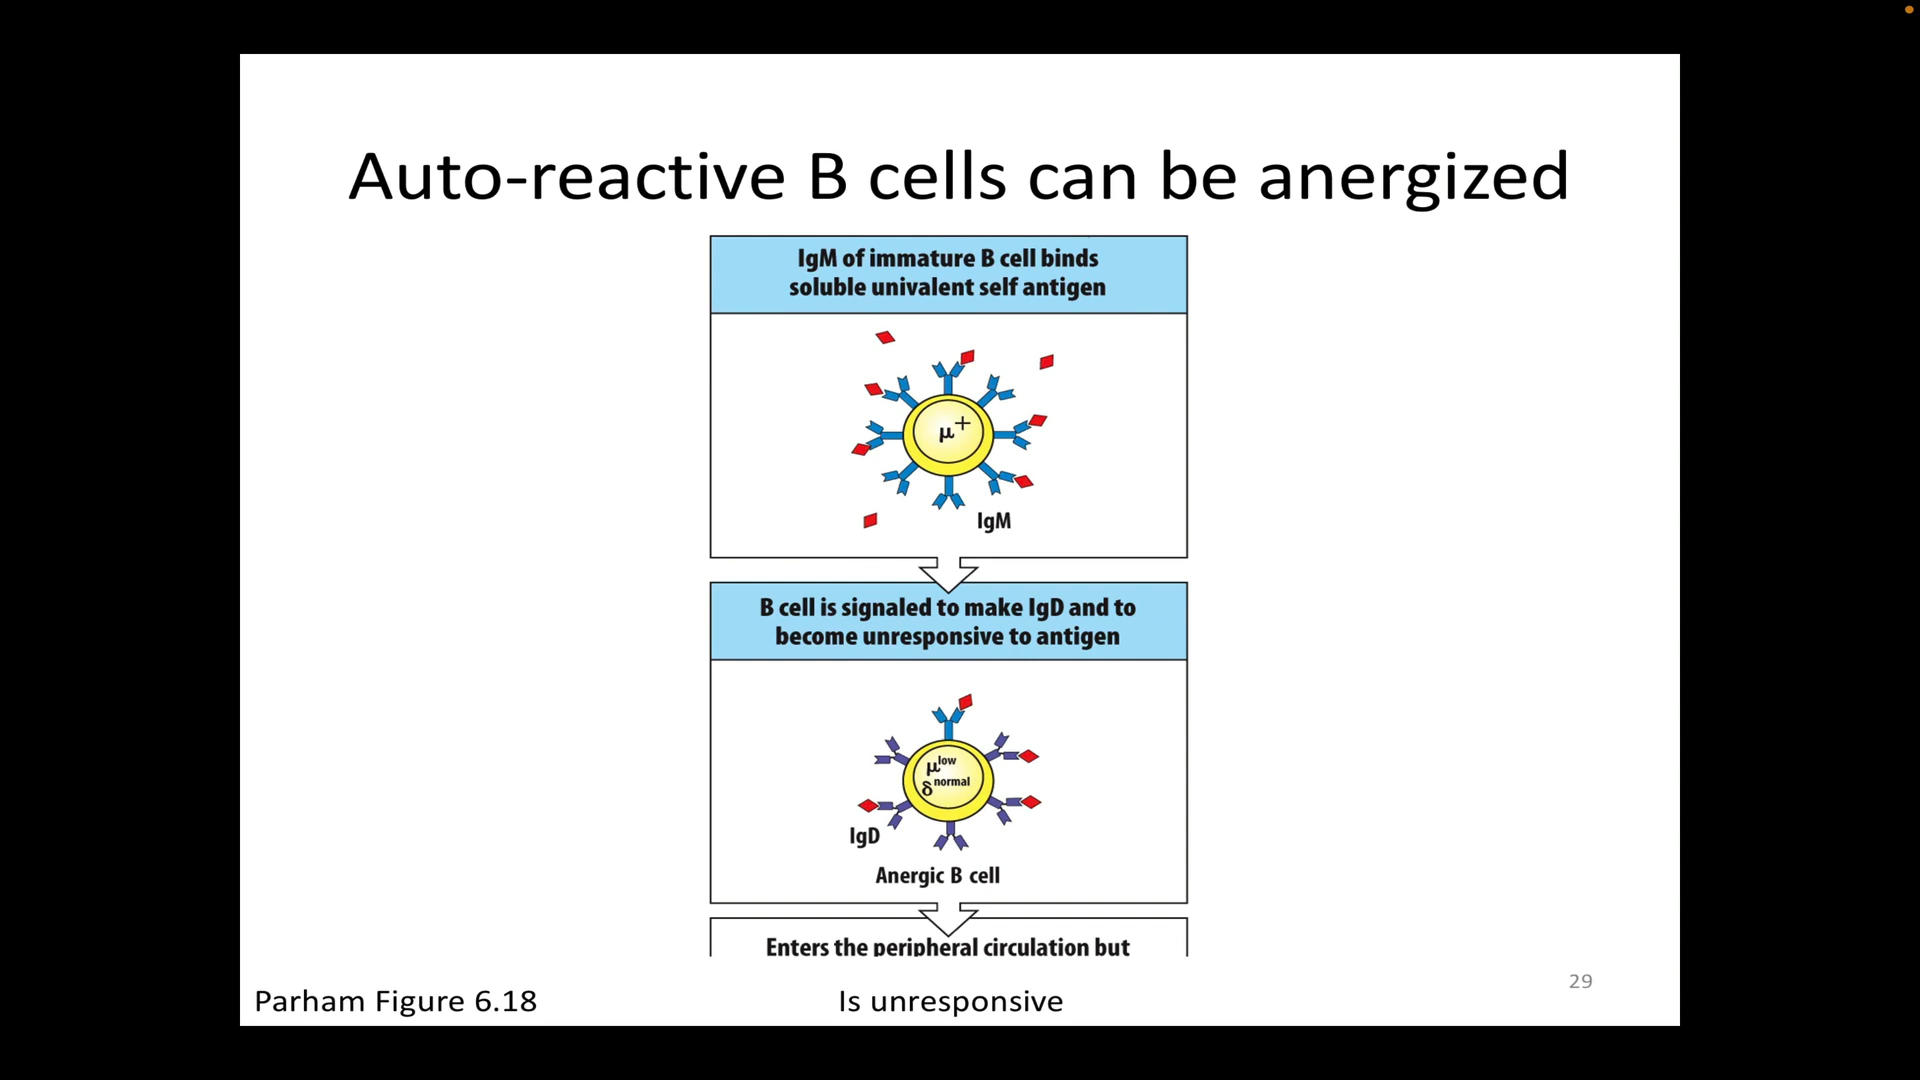 Auto-reactive B cells can be anergized
IgM of immature B cell binds
soluble univalent self antigen
μ+
IgM
B cell is signaled to make IgD and to
become unresponsive to antigen
μlow
δnormal
IgD
Anergic B cell
Enters the peripheral circulation but
Is unresponsive
Parham Figure 6.18
29